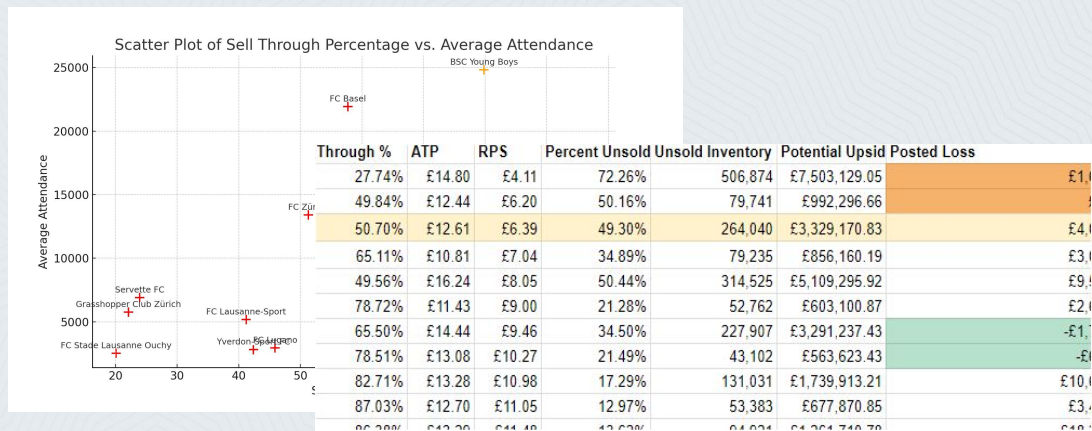 Scatter Plot of Sell Through Percentage vs. Average Attendance
BSC Young Boys
25000
FC Basel
20000
Through % ATP RPS Percent Unsold Unsold Inventory Potential Upsid Posted Loss
27.74% £14.80 £4.11 72.26% 506,874 £7,503,129.05
49.84% £12.44 £6.20 50.16% 79,741 £992,296.66
50.70% £12.61 £6.39 49.30% 264,040 £3,329,170.83
65.11% £10.81 £7.04 34.89% 79,235 £856,160.19
49.56% £16.24 £8.05 50.44% 314,525 £5,109,295.92
78.72% £11.43 £9.00 21.28% 52,762 £603,100.87
65.50% £14.44 £9.46 34.50% 227,907 £3,291,237.43
78.51% £13.08 £10.27 21.49% 43,102 £563,623.43
82.71% £13.28 £10.98 17.29% 131,031 £1,739,913.21
87.03% £12.70 £11.05 12.97% 53,383 £677,870.85
Average Attendance
15000
FC Zür
10000
Servette FC
Grasshopper Club Zürich
FC Lausanne-Sport
5000
Yverdon-Sport FC
FC Lugano
FC Stade Lausanne Ouchy
20 30 40 50